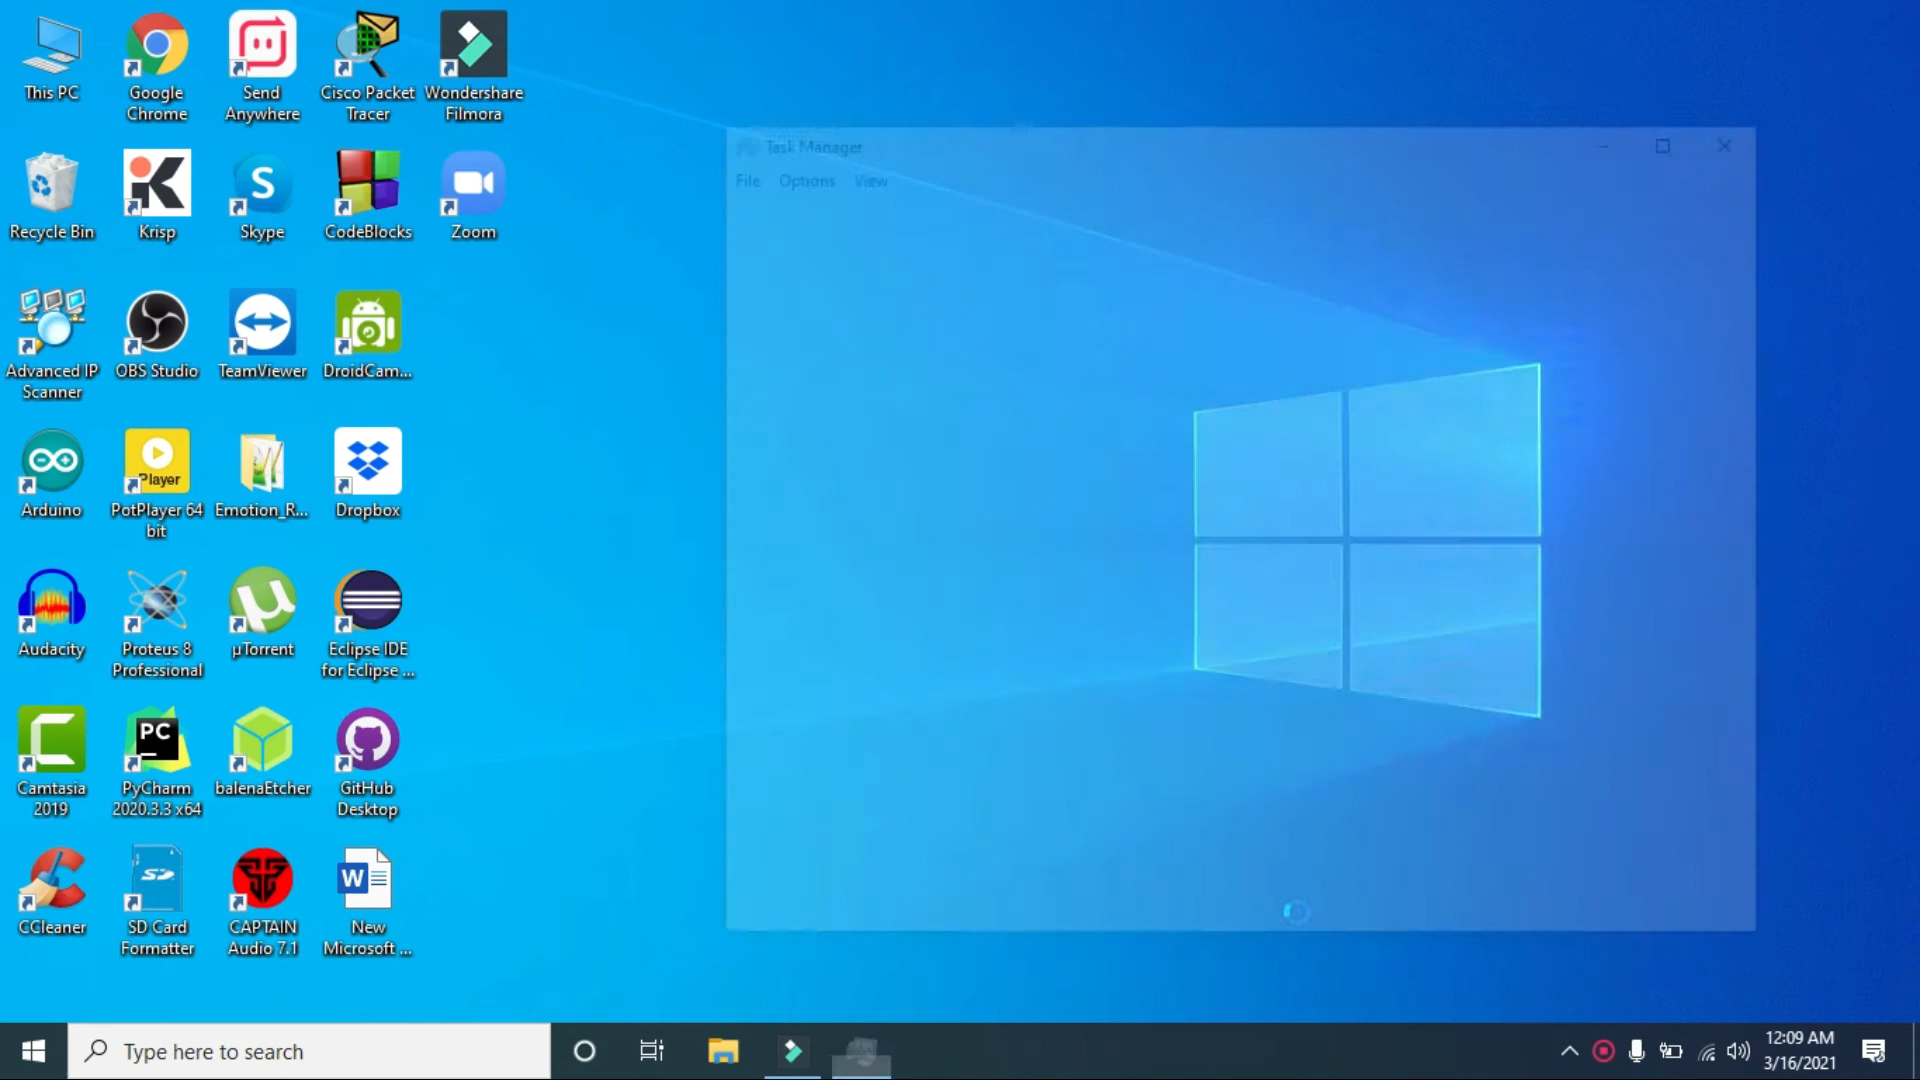 This PC
Google
Chrome
Send
Anywhere
Cisco Packet
Tracer
Wondershare
Filmora
Task Manager
File Options View
Recycle Bin
Krisp
Skype
CodeBlocks
Zoom
Advanced IP
Scanner
OBS Studio
TeamViewer
DroidCam...
Arduino
Player
PotPlayer 64
bit
Emotion_R...
Dropbox
Audacity
Proteus 8
Professional
µTorrent
Eclipse IDE
for Eclipse ...
Camtasia
2019
PC
PyCharm
2020.3.3 x64
balenaEtcher
GitHub
Desktop
CCleaner
SD
SD Card
Formatter
CAPTAIN
Audio 7.1
W
New
Microsoft ...
Type here to search
12:09 AM
3/16/2021